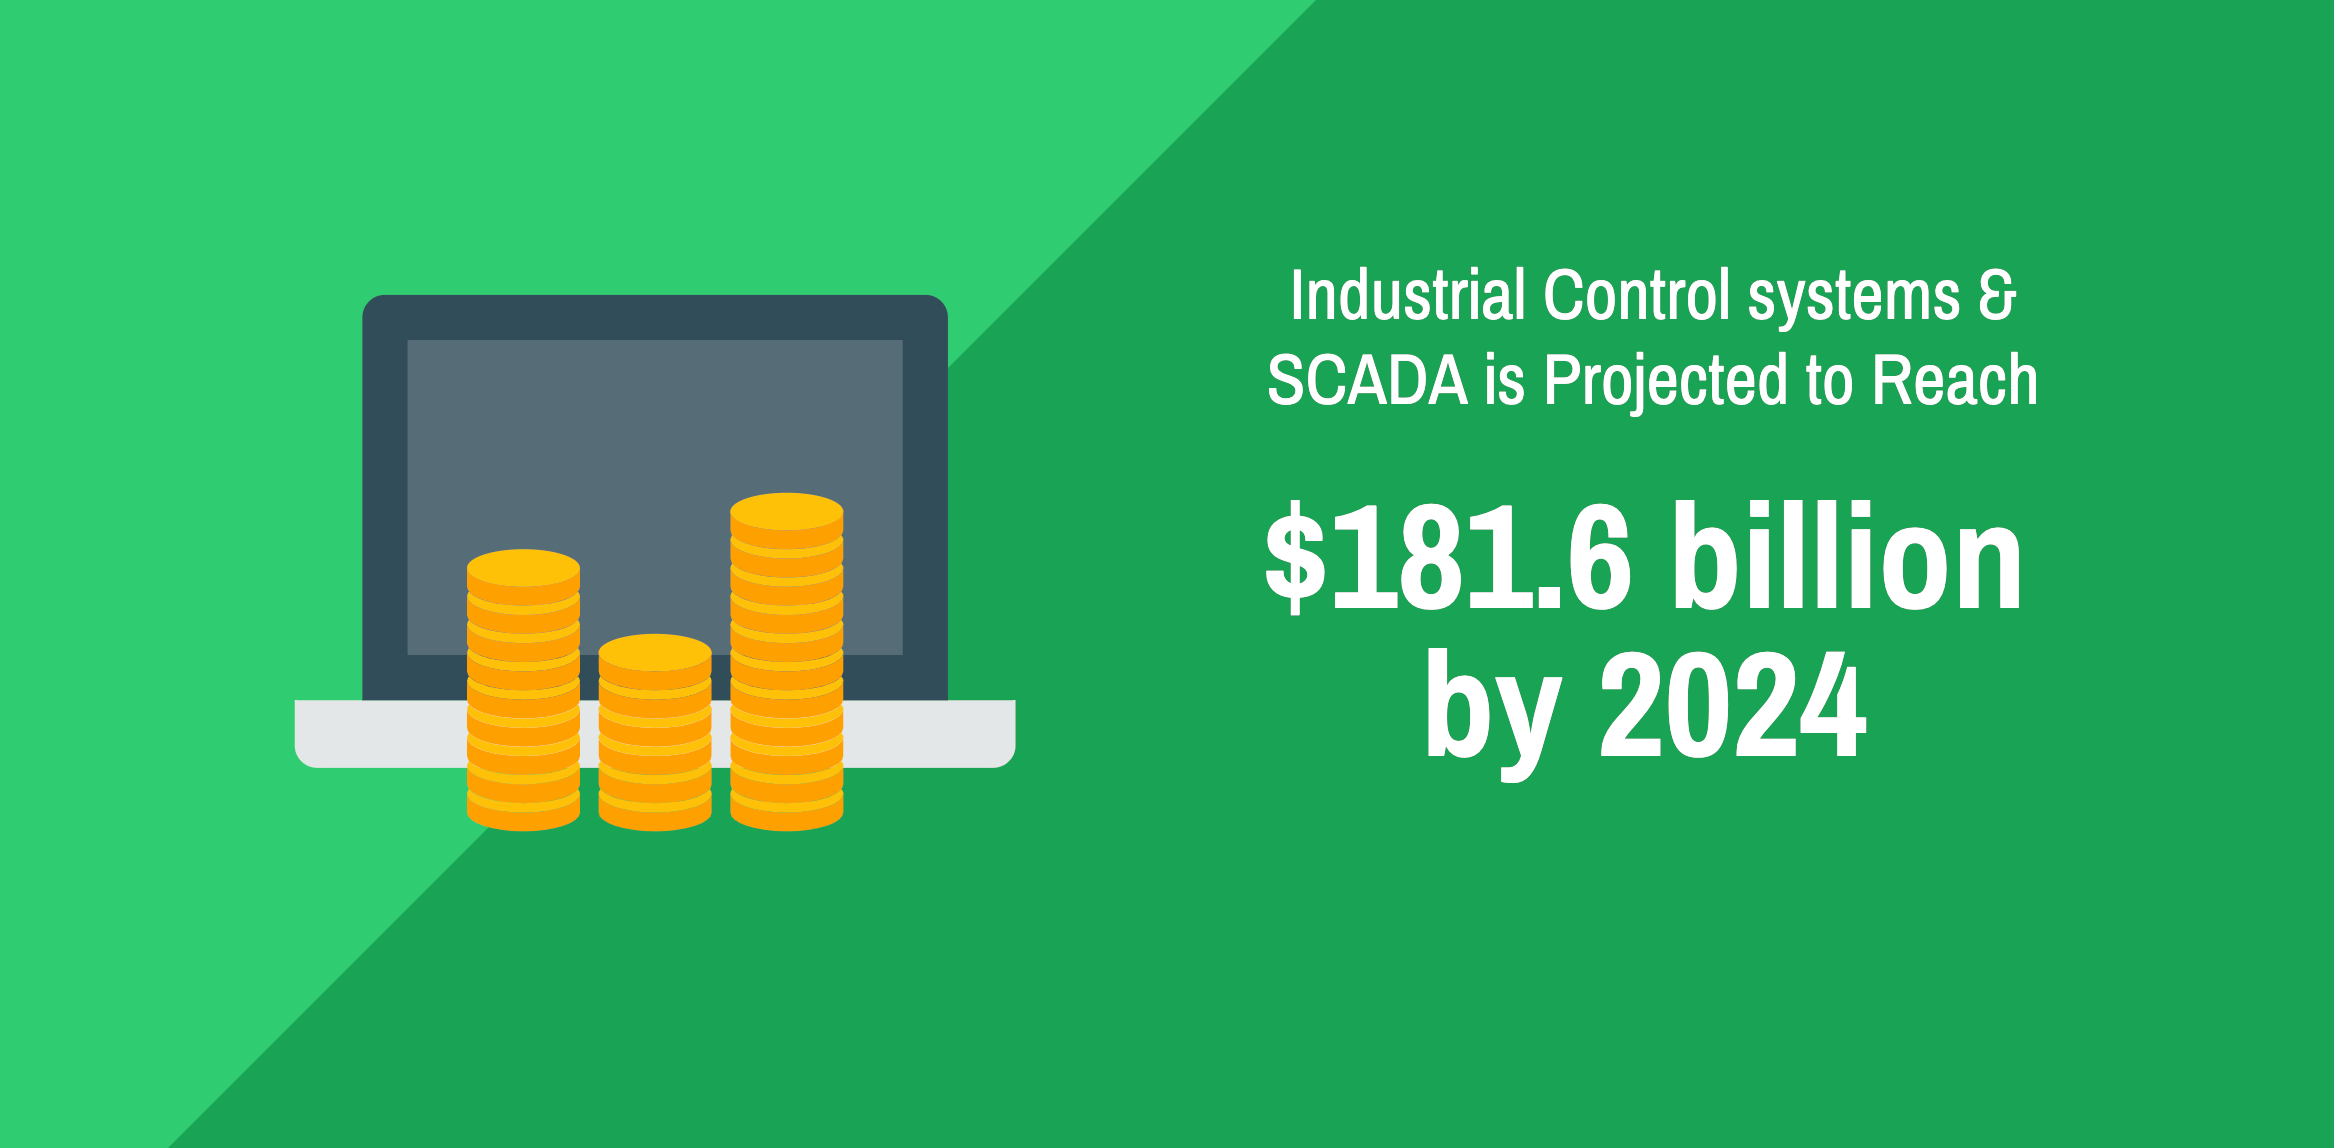 Industrial Control systems &
SCADA is Projected to Reach
$181.6 billion
by 2024